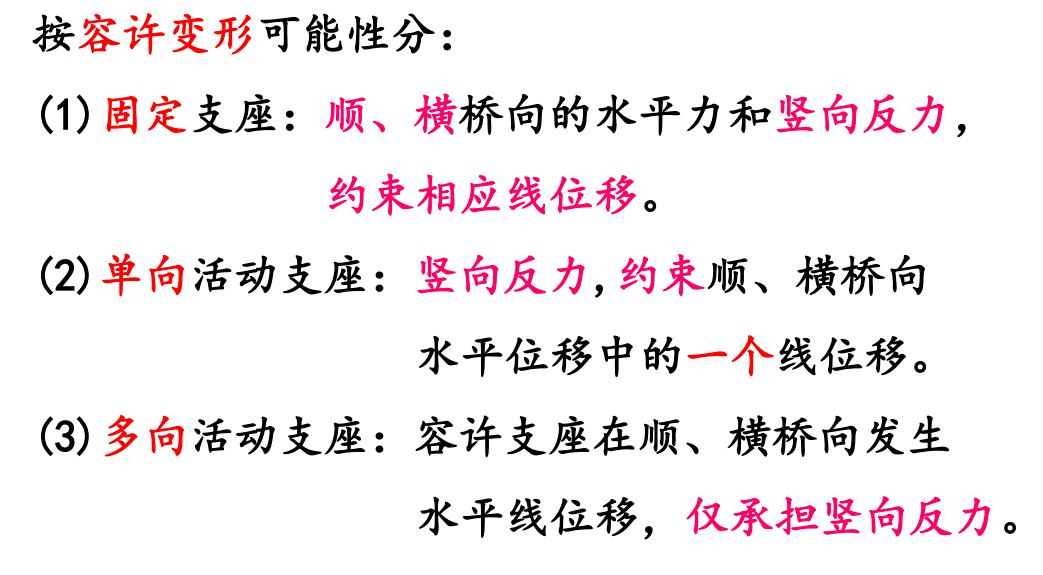 按容许变形可能性分：
(1)固定支座：顺、横桥向的水平力和竖向反力，
约束相应线位移。
(2)单向活动支座：竖向反力,约束顺、横桥向
水平位移中的一个线位移。
(3)多向活动支座：容许支座在顺、横桥向发生
水平线位移，仅承担竖向反力。